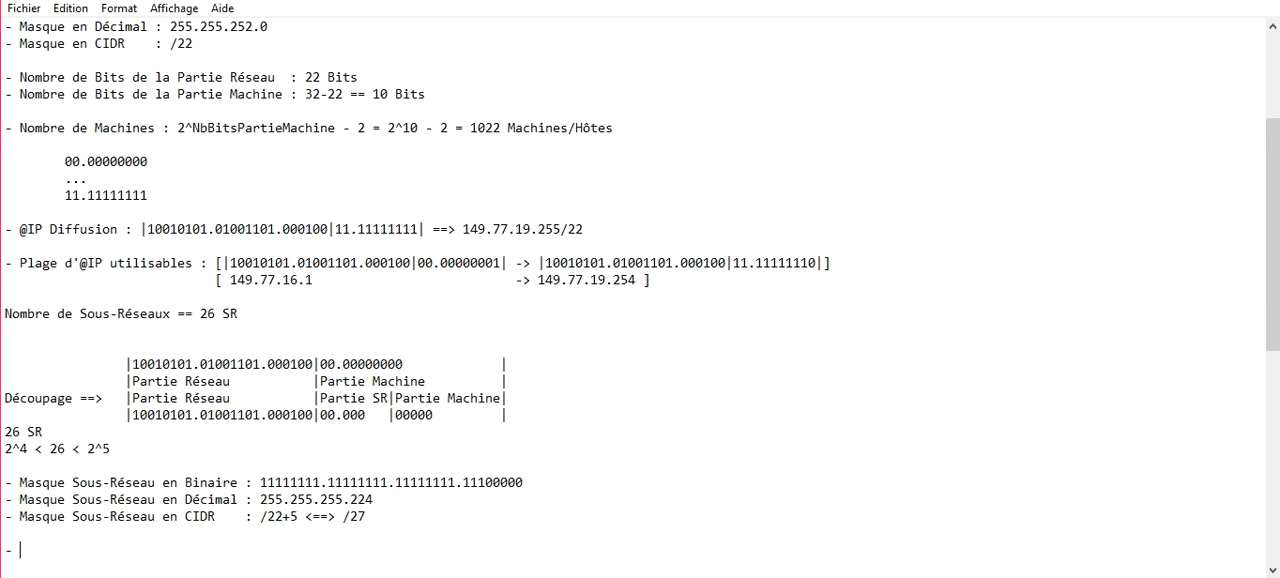 Fichier Edition Format Affichage Aide
- Masque en Décimal : 255.255.252.0
- Masque en CIDR    : /22
- Nombre de Bits de la Partie Réseau  : 22 Bits
- Nombre de Bits de la Partie Machine : 32-22 == 10 Bits
- Nombre de Machines : 2^NbBitsPartieMachine - 2 = 2^10 - 2 = 1022 Machines/Hôtes
00.00000000
...
11.11111111
- @IP Diffusion : |10010101.01001101.000100|11.11111111| ==> 149.77.19.255/22
- Plage d'@IP utilisables : [|10010101.01001101.000100|00.00000001| -> |10010101.01001101.000100|11.11111110|]
[ 149.77.16.1                           -> 149.77.19.254 ]
Nombre de Sous-Réseaux == 26 SR
|10010101.01001101.000100|00.00000000             |
|Partie Réseau           |Partie Machine          |
Découpage ==>   |Partie Réseau           |Partie SR|Partie Machine|
|10010101.01001101.000100|00.000   |00000         |
26 SR
2^4 < 26 < 2^5
- Masque Sous-Réseau en Binaire : 11111111.11111111.11111111.11100000
- Masque Sous-Réseau en Décimal : 255.255.255.224
- Masque Sous-Réseau en CIDR    : /22+5 <==> /27
-